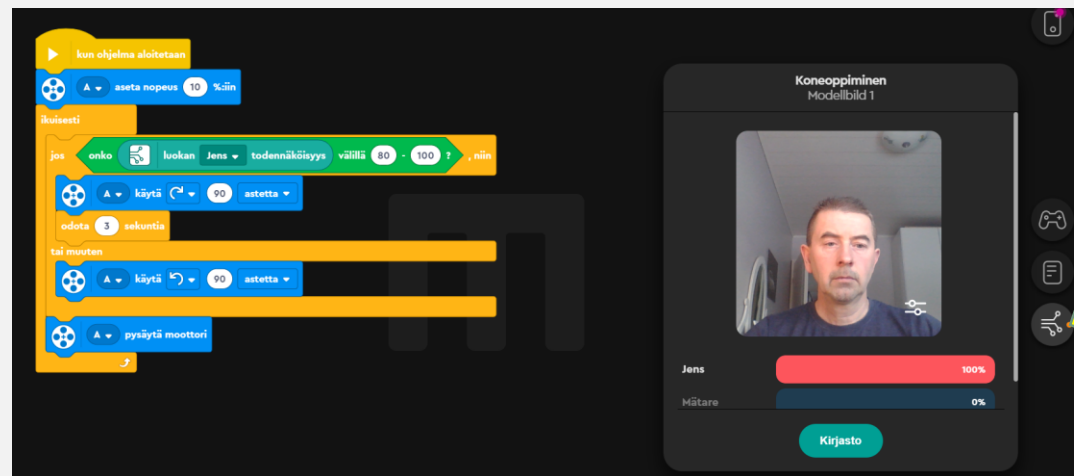 kun ohjelma aloitetaan
A aseta nopeus 10 %:iin
ikuisesti
jos onko luokan Jens todennäköisyys välillä 80 - 100 ? , niin
A käytä 90 astetta
odota 3 sekuntia
tai muuten
A käytä 90 astetta
A pysäytä moottori
Koneoppiminen
Modellbild 1
Jens 100%
Mätare 0%
Kirjasto